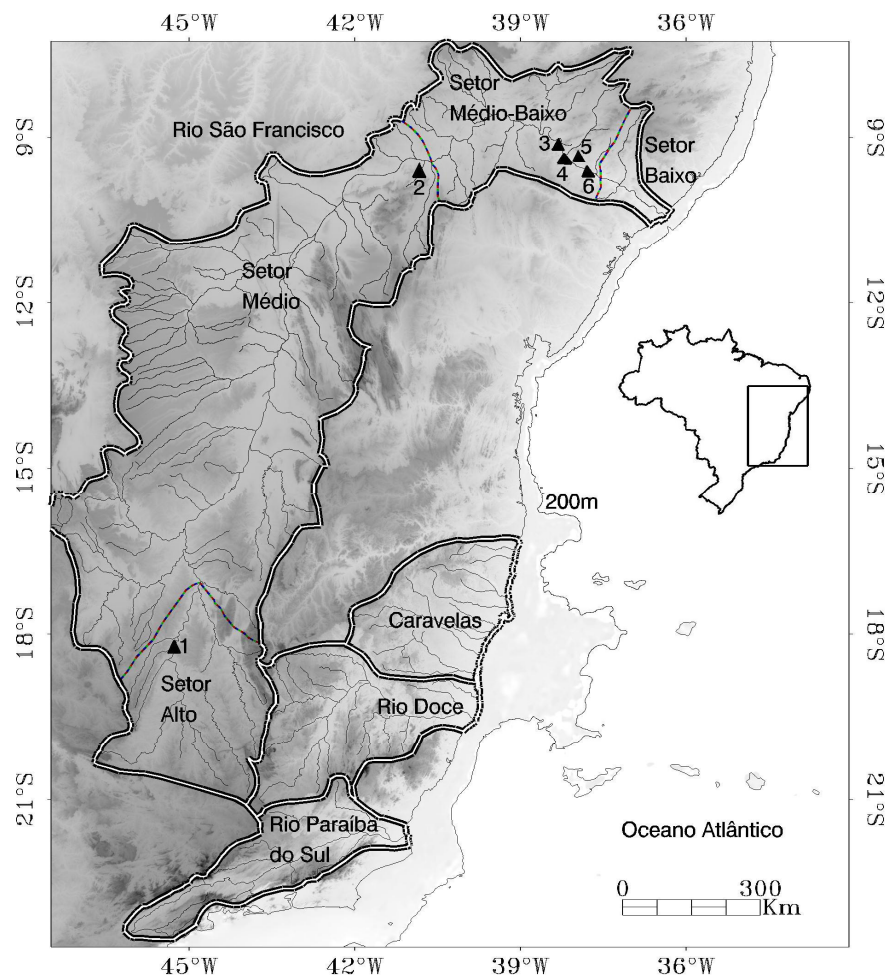 45°W 42°W 39°W 36°W
Setor
Médio-Baixo
Rio São Francisco
9°S 9°S
3 5
4
6
2
Setor
Baixo
Setor
Médio
12°S 12°S
15°S 15°S
200m
Caravelas
18°S 18°S
1
Setor
Alto
Rio Doce
21°S 21°S
Rio Paraíba
do Sul
Oceano Atlântico
0 300
Km
45°W 42°W 39°W 36°W